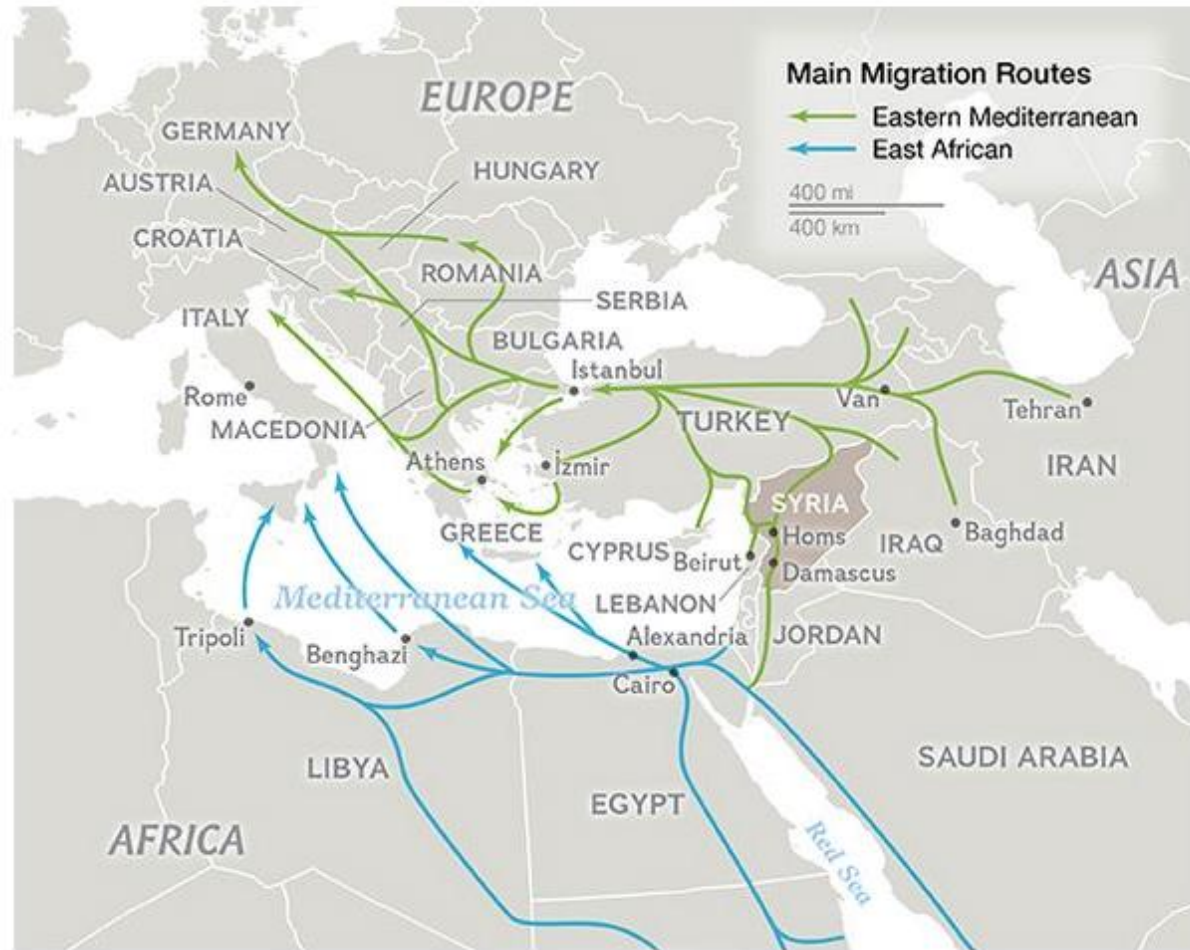 Main Migration Routes
Eastern Mediterranean
East African
400 mi
400 km
EUROPE
GERMANY
AUSTRIA
HUNGARY
CROATIA
ROMANIA
ASIA
SERBIA
ITALY
BULGARIA
Istanbul
Rome
Van
Tehran
TURKEY
MACEDONIA
Athens
İzmir
IRAN
SYRIA
GREECE
Homs
Baghdad
CYPRUS
IRAQ
Beirut
Damascus
Mediterranean Sea
LEBANON
Tripoli
Alexandria
JORDAN
Benghazi
Cairo
LIBYA
SAUDI ARABIA
EGYPT
AFRICA
Red Sea